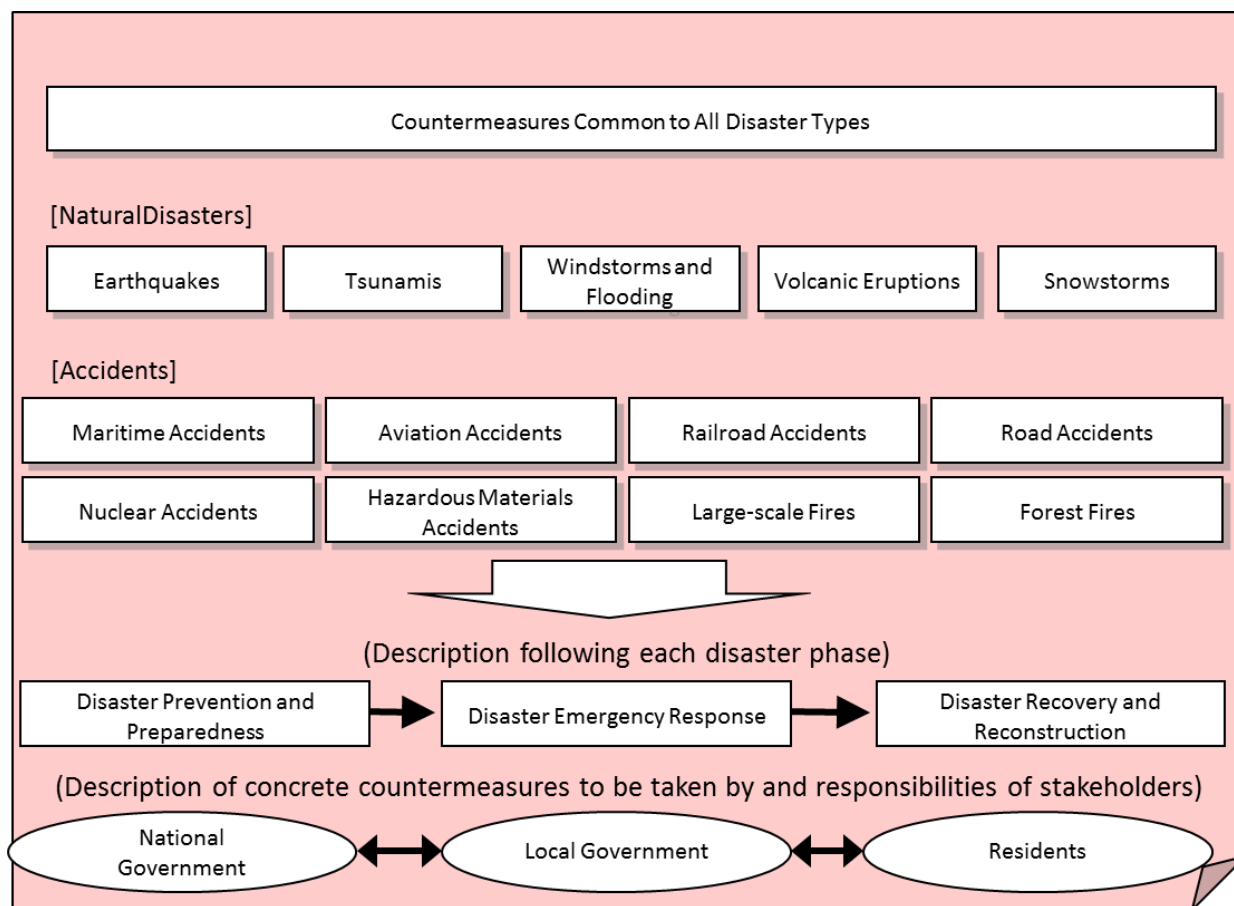 Countermeasures Common to All Disaster Types
[NaturalDisasters]
Earthquakes
Tsunamis
Windstorms and
Flooding
Volcanic Eruptions
Snowstorms
[Accidents]
Maritime Accidents
Aviation Accidents
Railroad Accidents
Road Accidents
Nuclear Accidents
Hazardous Materials
Accidents
Large-scale Fires
Forest Fires
(Description following each disaster phase)
Disaster Prevention and
Preparedness
Disaster Emergency Response
Disaster Recovery and
Reconstruction
(Description of concrete countermeasures to be taken by and responsibilities of stakeholders)
National
Government
Local Government
Residents